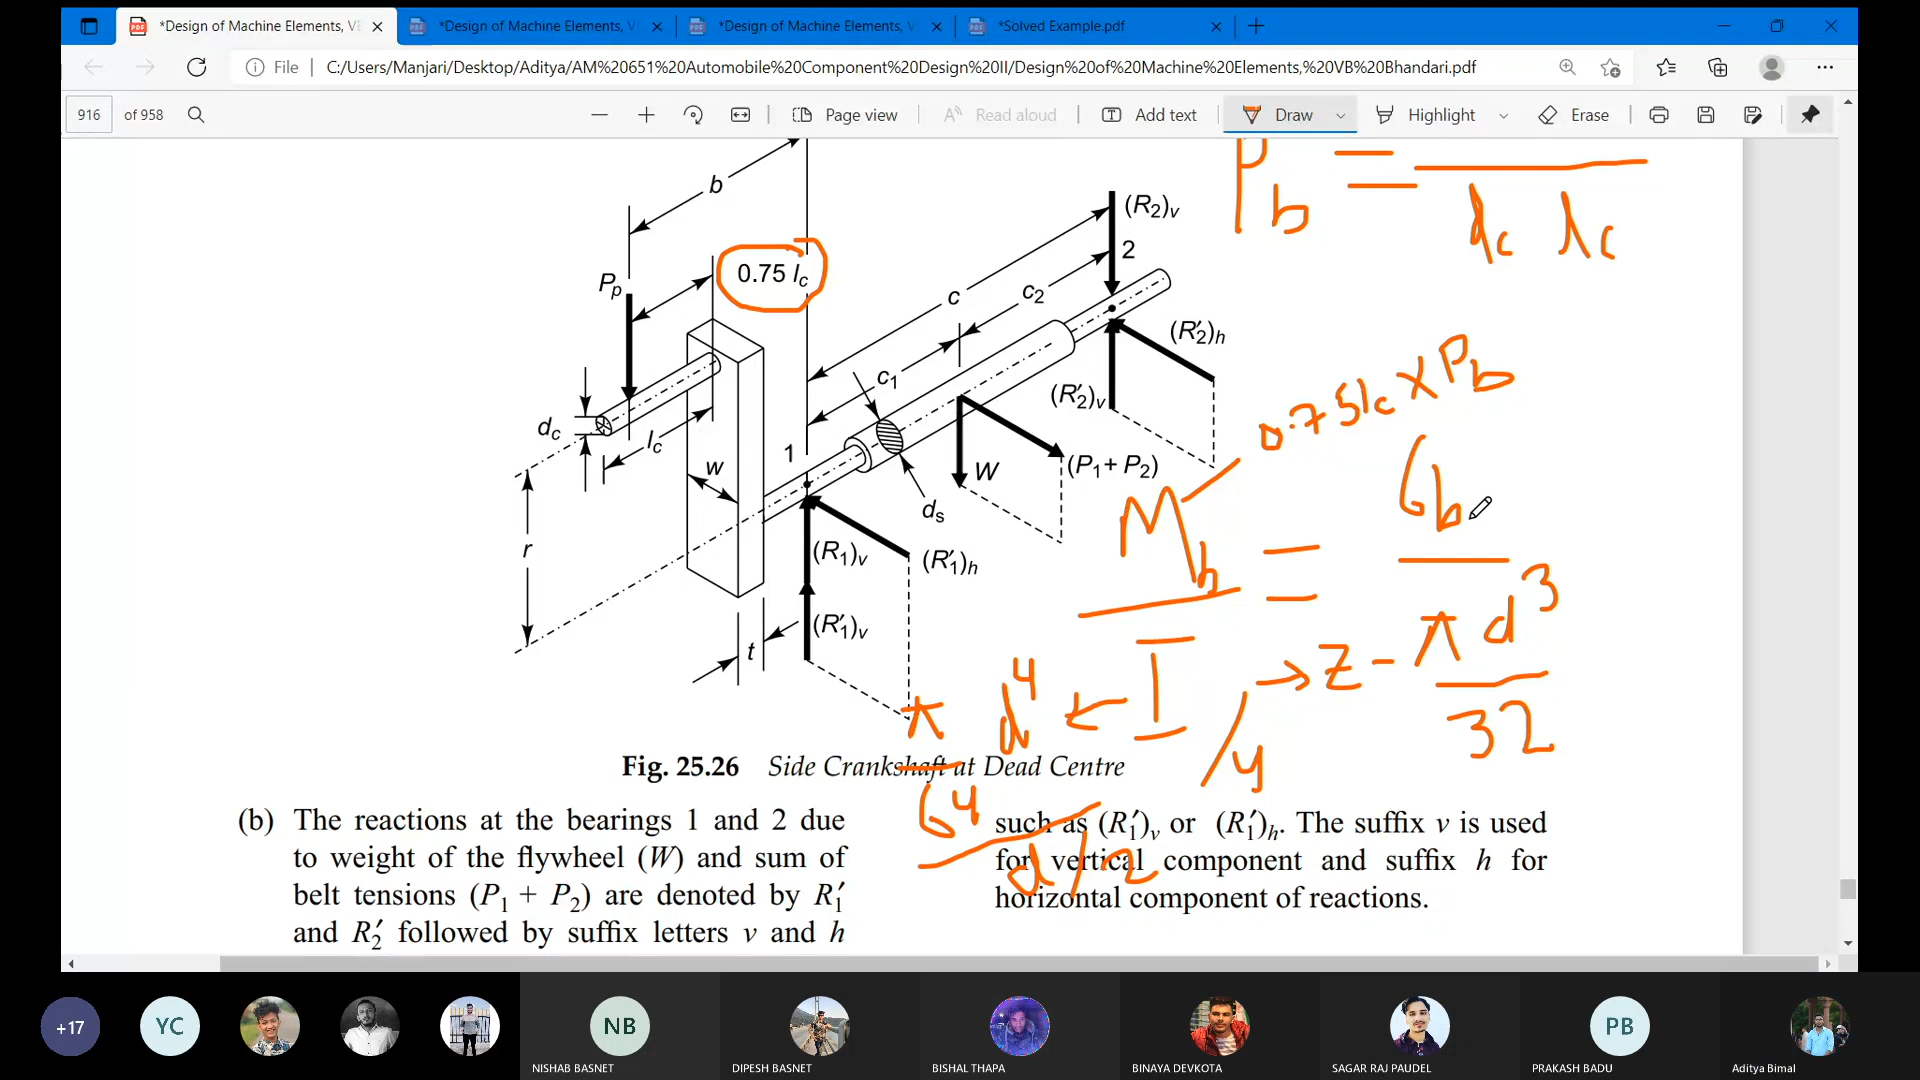 *Design of Machine Elements, VB
*Design of Machine Elements, V
*Design of Machine Elements, V
*Solved Example.pdf
File | C:/Users/Manjari/Desktop/Aditya/AM%20651%20Automobile%20Component%20Design%20II/Design%20of%20Machine%20Elements,%20VB%20Bhandari.pdf
916 of 958
Page view
Read aloud
Add text
Draw
Highlight
Erase
b
Pp
0.75 lc
dc
lc
w
r
t
1
c
c1
c2
ds
W
(P1 + P2)
(R2)v
2
(R′2)h
(R′2)v
(R1)v
(R′1)h
(R′1)v
Pb =
dc lc
0.75lc × Pb
Mb = σb
I / y → z - π d³
32
π d⁴ ←
64
d/2
Fig. 25.26 Side Crankshaft at Dead Centre
(b) The reactions at the bearings 1 and 2 due
to weight of the flywheel (W) and sum of
belt tensions (P1 + P2) are denoted by R′1
and R′2 followed by suffix letters v and h
such as (R′1)v or (R′1)h. The suffix v is used
for vertical component and suffix h for
horizontal component of reactions.
+17
YC
NB
PB
NISHAB BASNET
DIPESH BASNET
BISHAL THAPA
BINAYA DEVKOTA
SAGAR RAJ PAUDEL
PRAKASH BADU
Aditya Bimal